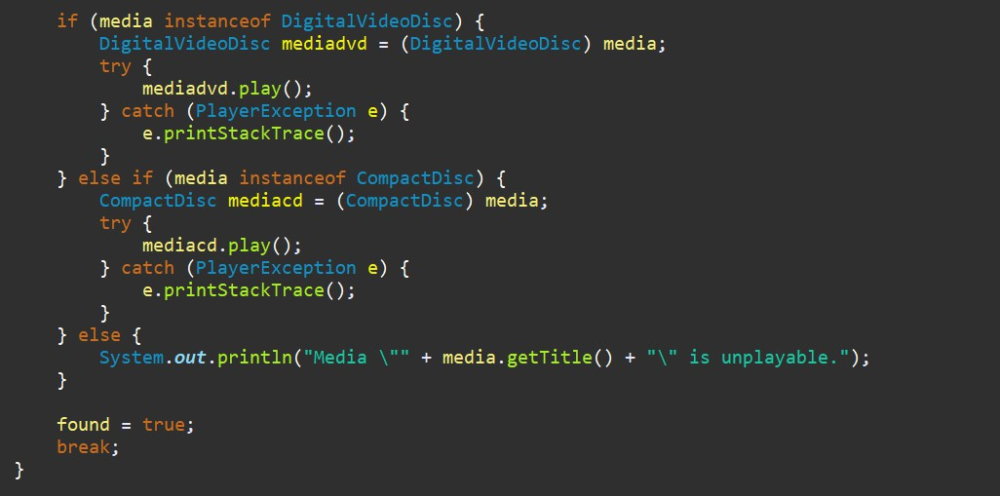 if (media instanceof DigitalVideoDisc) {
DigitalVideoDisc mediadvd = (DigitalVideoDisc) media;
try {
mediadvd.play();
} catch (PlayerException e) {
e.printStackTrace();
}
} else if (media instanceof CompactDisc) {
CompactDisc mediacd = (CompactDisc) media;
try {
mediacd.play();
} catch (PlayerException e) {
e.printStackTrace();
}
} else {
System.out.println("Media \"" + media.getTitle() + "\" is unplayable.");
}
found = true;
break;
}